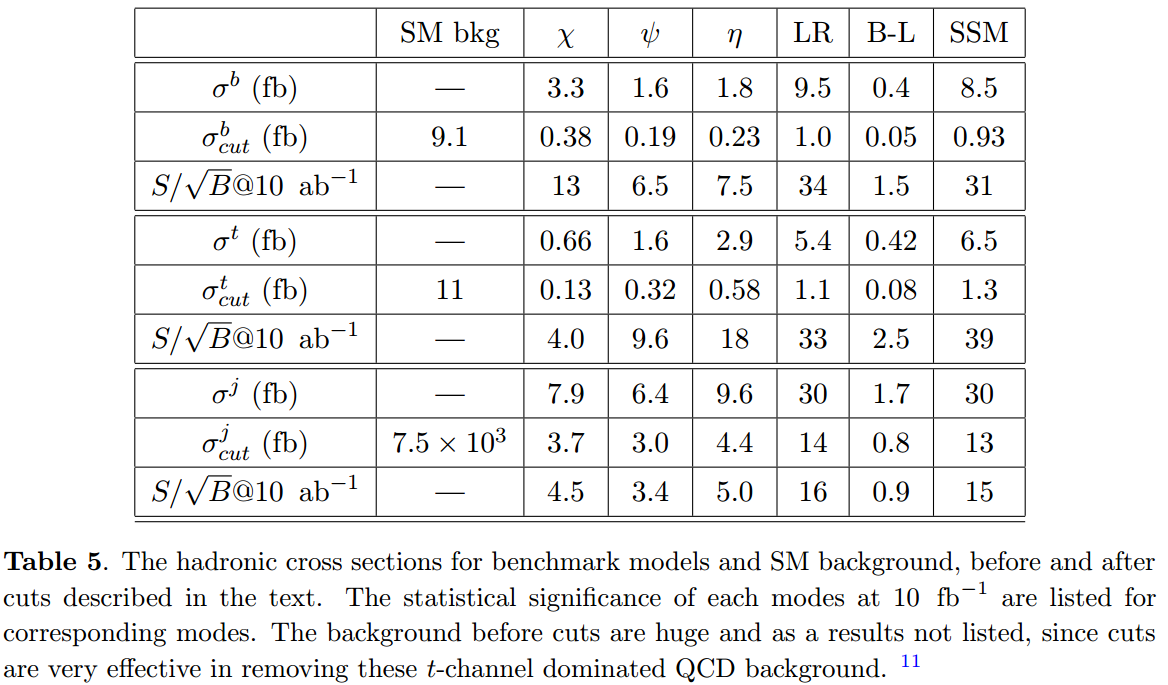 SM bkg χ ψ η LR B-L SSM
σ^b (fb) — 3.3 1.6 1.8 9.5 0.4 8.5
σ^b_cut (fb) 9.1 0.38 0.19 0.23 1.0 0.05 0.93
S/√B@10 ab⁻¹ — 13 6.5 7.5 34 1.5 31
σ^t (fb) — 0.66 1.6 2.9 5.4 0.42 6.5
σ^t_cut (fb) 11 0.13 0.32 0.58 1.1 0.08 1.3
S/√B@10 ab⁻¹ — 4.0 9.6 18 33 2.5 39
σ^j (fb) — 7.9 6.4 9.6 30 1.7 30
σ^j_cut (fb) 7.5 × 10³ 3.7 3.0 4.4 14 0.8 13
S/√B@10 ab⁻¹ — 4.5 3.4 5.0 16 0.9 15
Table 5. The hadronic cross sections for benchmark models and SM background, before and after
cuts described in the text. The statistical significance of each modes at 10 fb⁻¹ are listed for
corresponding modes. The background before cuts are huge and as a results not listed, since cuts
are very effective in removing these t-channel dominated QCD background. ¹¹